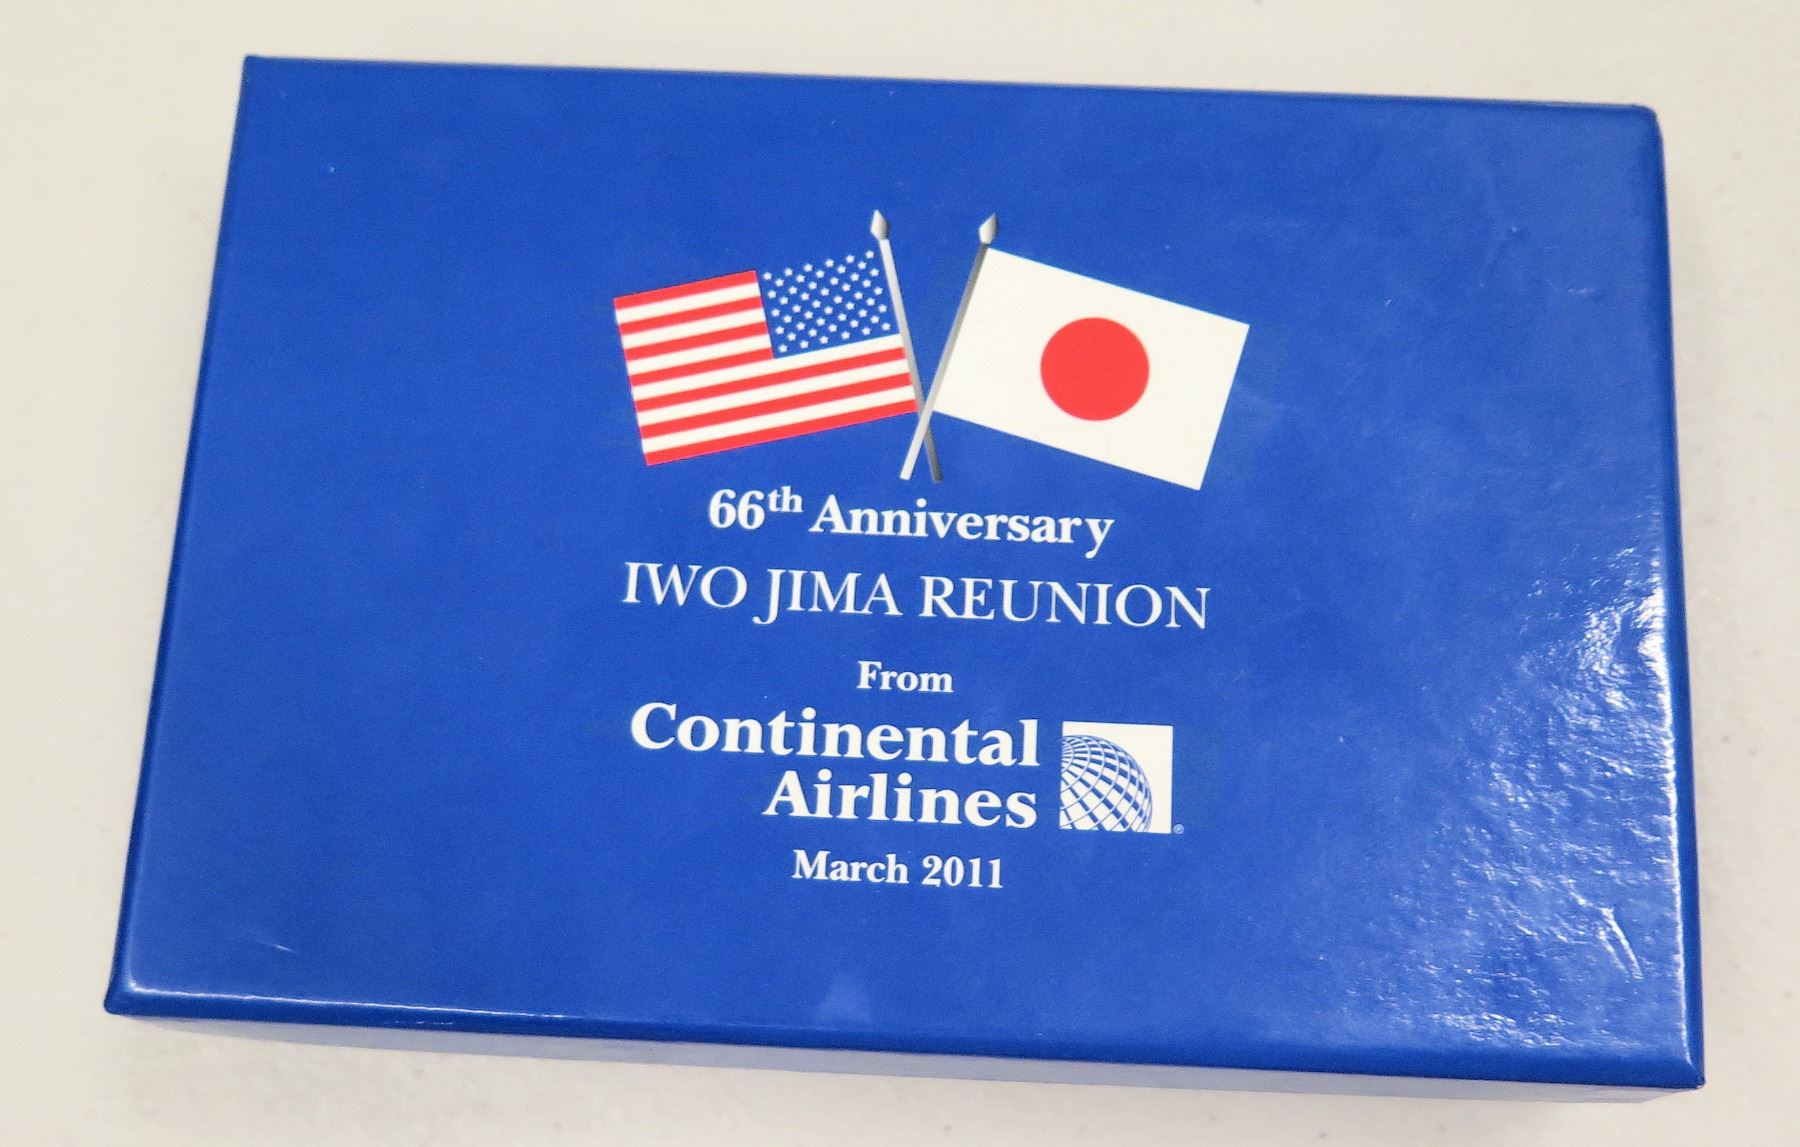 66th Anniversary
IWO JIMA REUNION
From
Continental
Airlines
®
March 2011